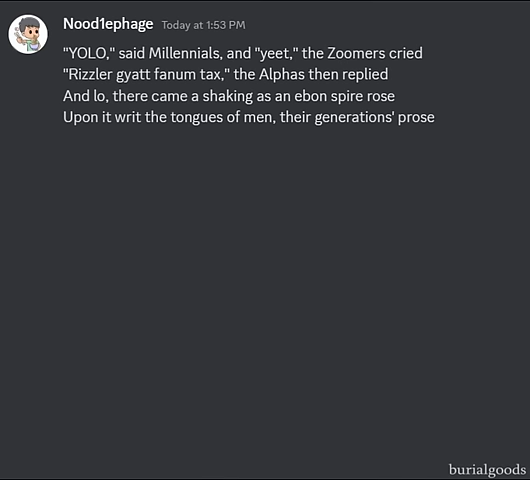 Nood1ephage Today at 1:53 PM
"YOLO," said Millennials, and "yeet," the Zoomers cried
"Rizzler gyatt fanum tax," the Alphas then replied
And lo, there came a shaking as an ebon spire rose
Upon it writ the tongues of men, their generations' prose
burialgoods